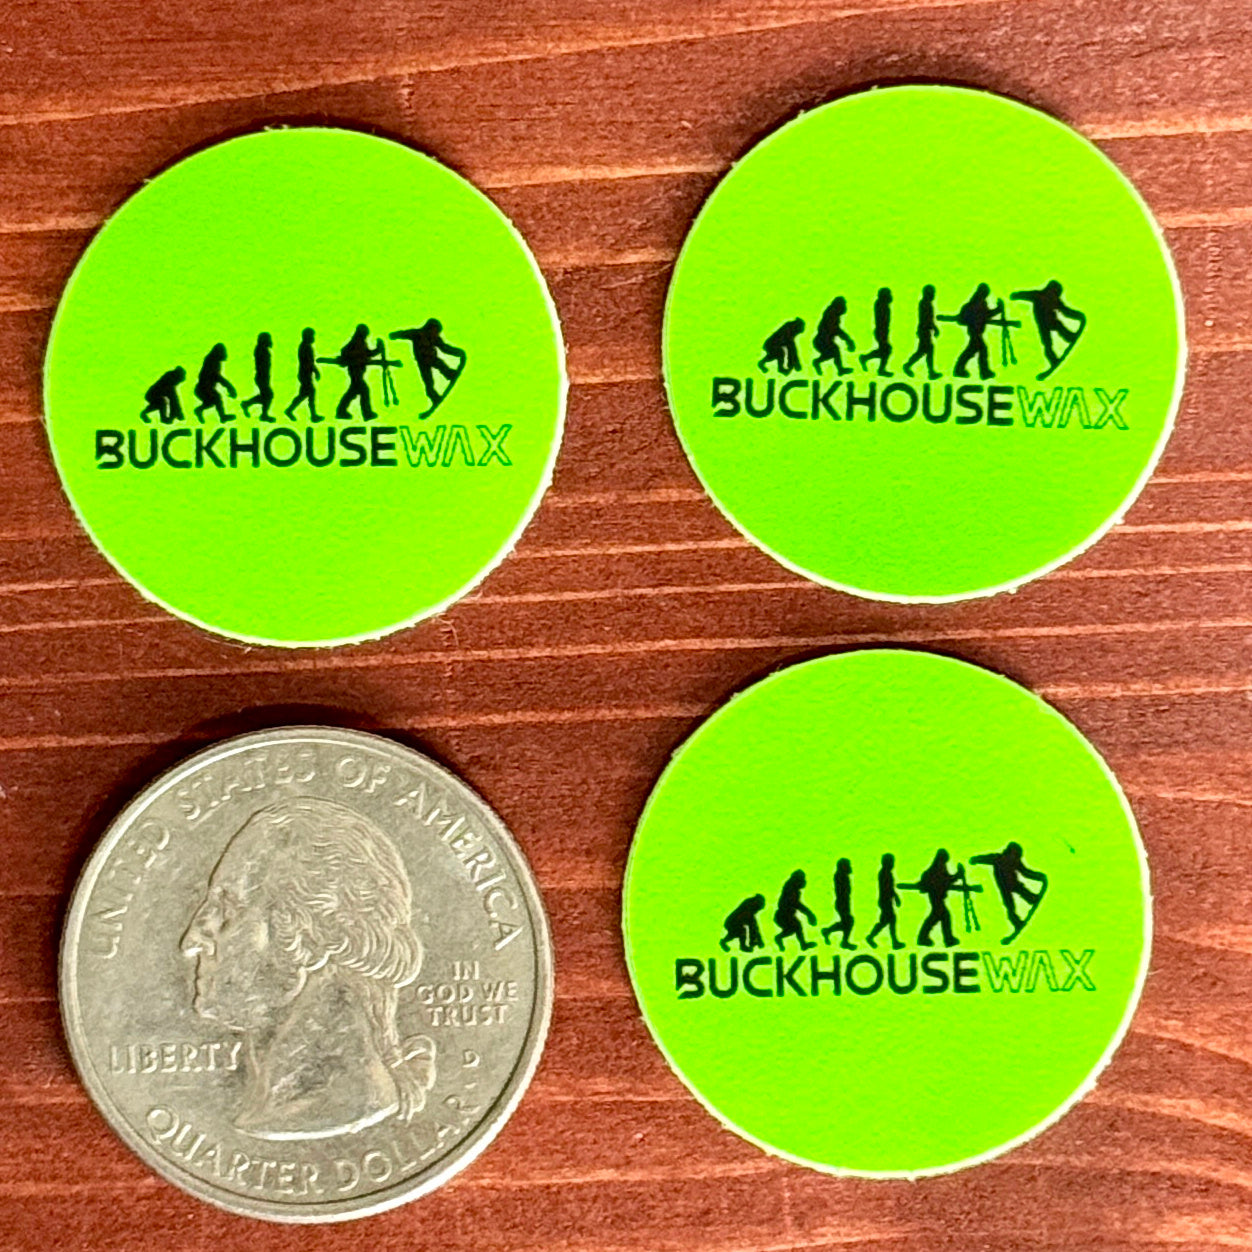 BUCKHOUSEWAX
BUCKHOUSEWAX
UNITED STATES OF AMERICA
IN
GOD WE
TRUST
LIBERTY
D
QUARTER DOLLAR
BUCKHOUSEWAX